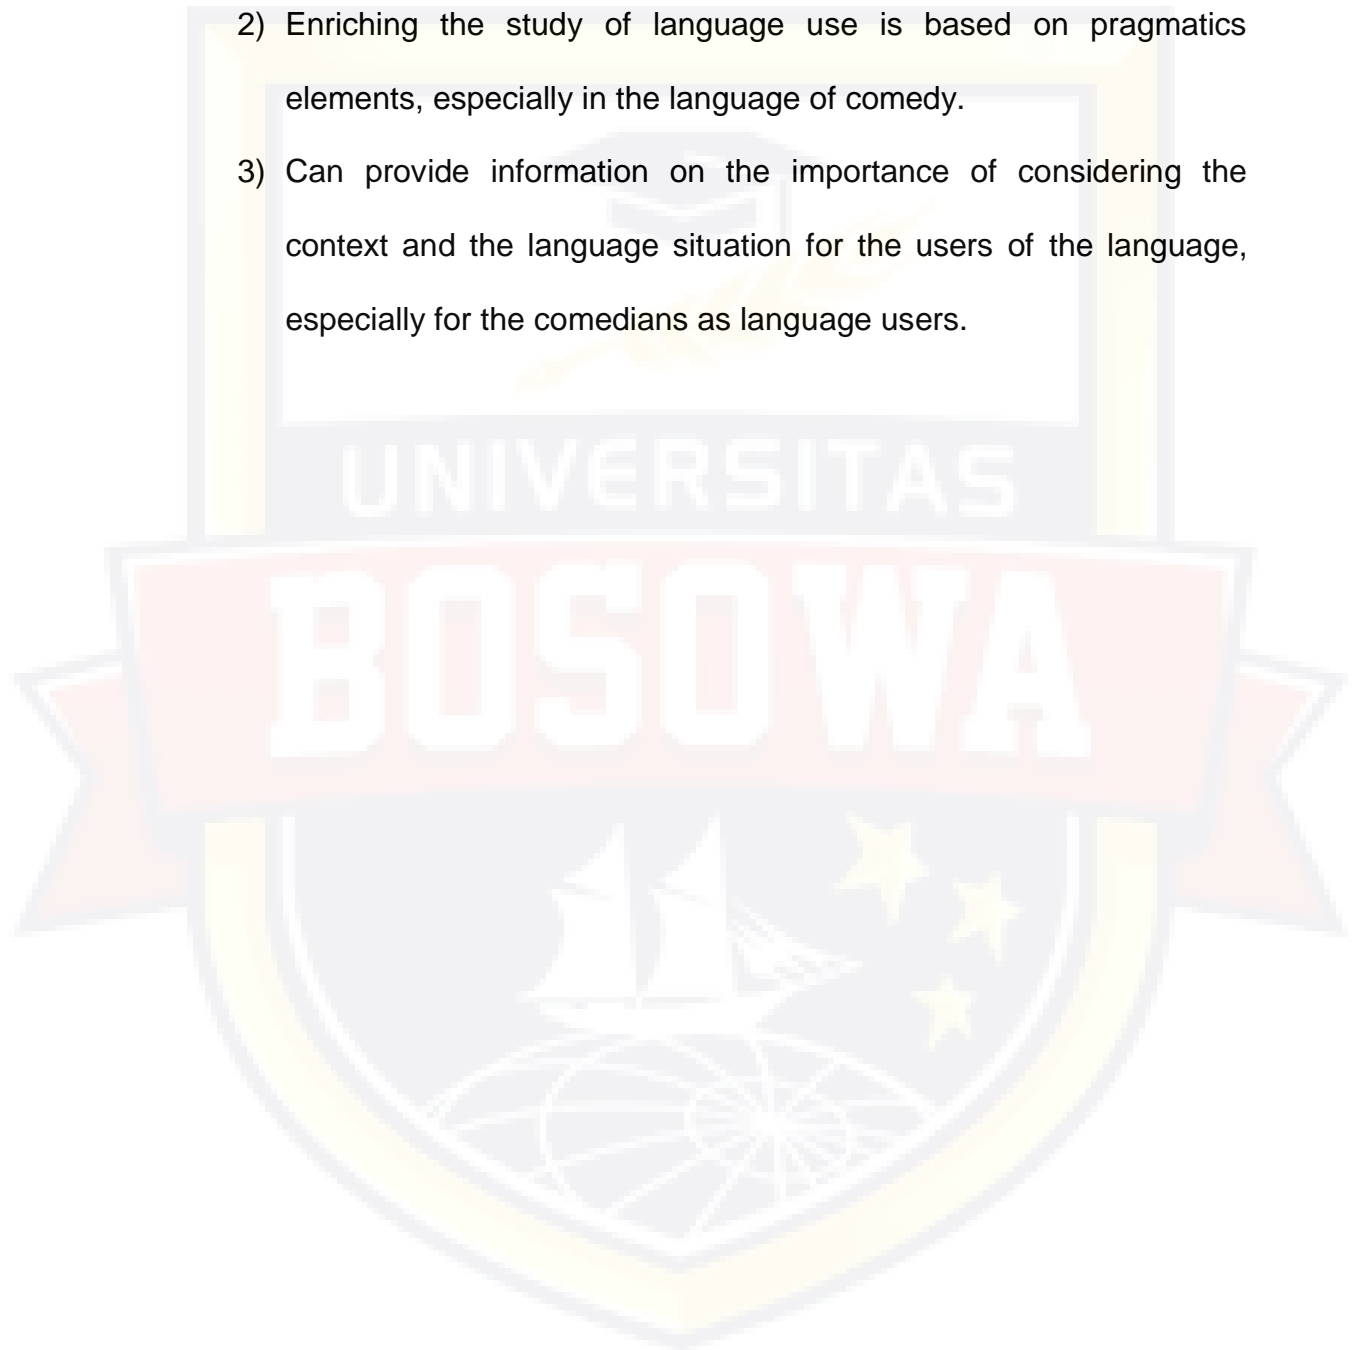 2) Enriching the study of language use is based on pragmatics
elements, especially in the language of comedy.
3) Can provide information on the importance of considering the
context and the language situation for the users of the language,
especially for the comedians as language users.
UNIVERSITAS
BOSOWA